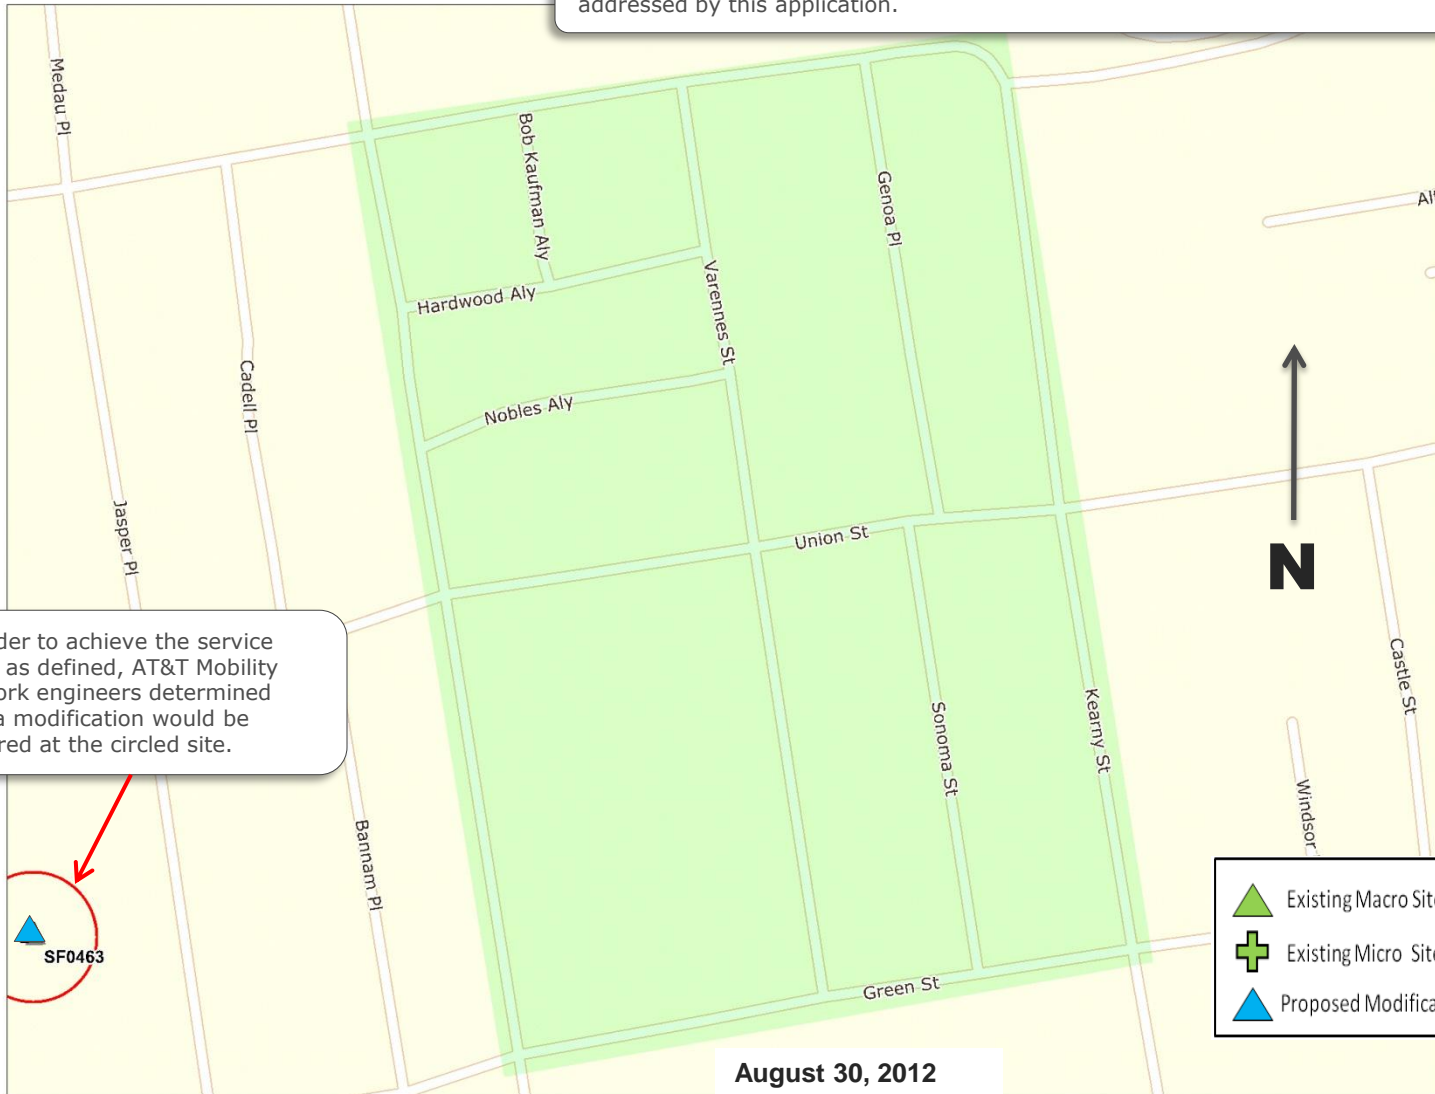 addressed by this application.
Medau Pl
Bob Kaufman Aly
Genoa Pl
Hardwood Aly
Varennes St
Cadell Pl
Nobles Aly
Jasper Pl
Union St
N
der to achieve the service
as defined, AT&T Mobility
ork engineers determined
a modification would be
red at the circled site.
Castle St
Kearny St
Sonoma St
Windsor
Bannam Pl
SF0463
Green St
Existing Macro Site
Existing Micro Site
Proposed Modifica
August 30, 2012